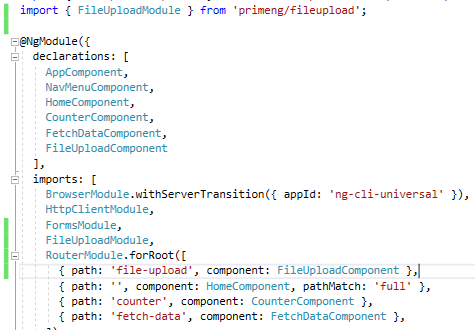 import { FileUploadModule } from 'primeng/fileupload';
@NgModule({
declarations: [
AppComponent,
NavMenuComponent,
HomeComponent,
CounterComponent,
FetchDataComponent,
FileUploadComponent
],
imports: [
BrowserModule.withServerTransition({ appId: 'ng-cli-universal' }),
HttpClientModule,
FormsModule,
FileUploadModule,
RouterModule.forRoot([
{ path: 'file-upload', component: FileUploadComponent },
{ path: '', component: HomeComponent, pathMatch: 'full' },
{ path: 'counter', component: CounterComponent },
{ path: 'fetch-data', component: FetchDataComponent },